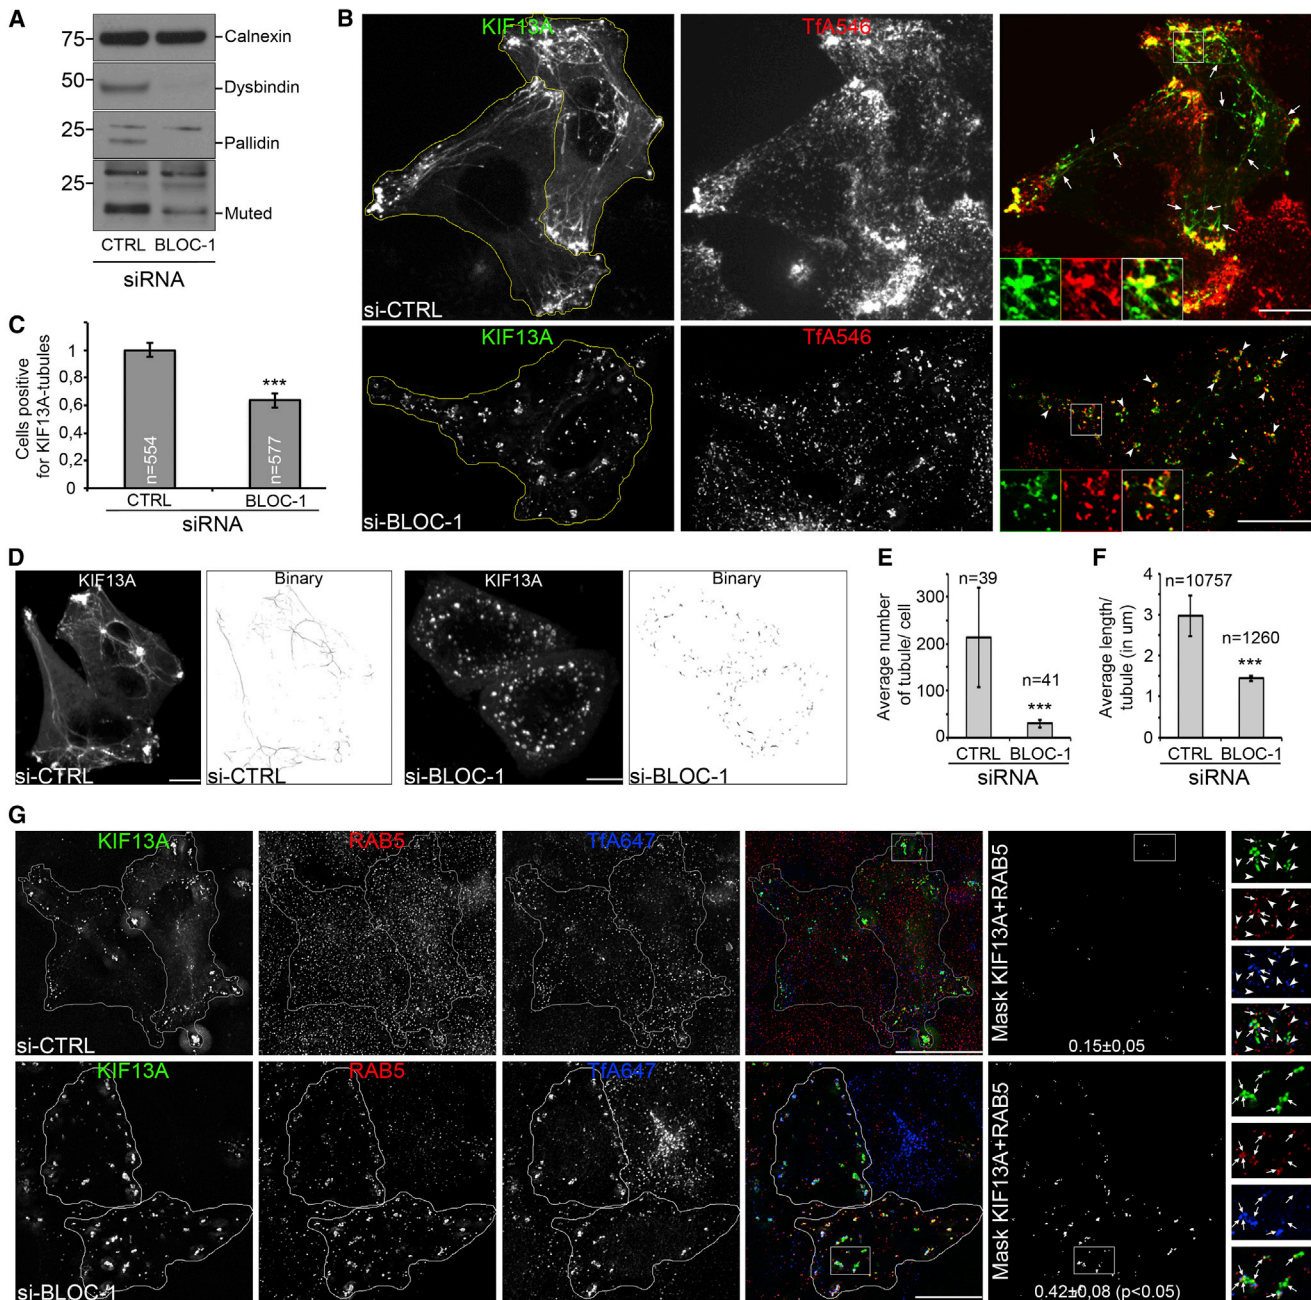 A
75
Calnexin
50
Dysbindin
25
Pallidin
25
Muted
CTRL BLOC-1
siRNA
B
KIF13A
TfA546
si-CTRL
KIF13A
TfA546
si-BLOC-1
C
Cells positive
for KIF13A-tubules
1
0,8
0,6
0,4
0,2
0
***
n=554
n=577
CTRL BLOC-1
siRNA
D
KIF13A
si-CTRL
Binary
si-CTRL
KIF13A
si-BLOC-1
Binary
si-BLOC-1
E
Average number
of tubule/ cell
300
200
100
0
n=39
n=41
***
CTRL BLOC-1
siRNA
F
Average length/
tubule (in um)
4
3
2
1
0
n=10757
n=1260
***
CTRL BLOC-1
siRNA
G
KIF13A
RAB5
TfA647
si-CTRL
Mask KIF13A+RAB5
0.15±0,05
KIF13A
RAB5
TfA647
si-BLOC-1
Mask KIF13A+RAB5
0.42±0,08 (p<0.05)